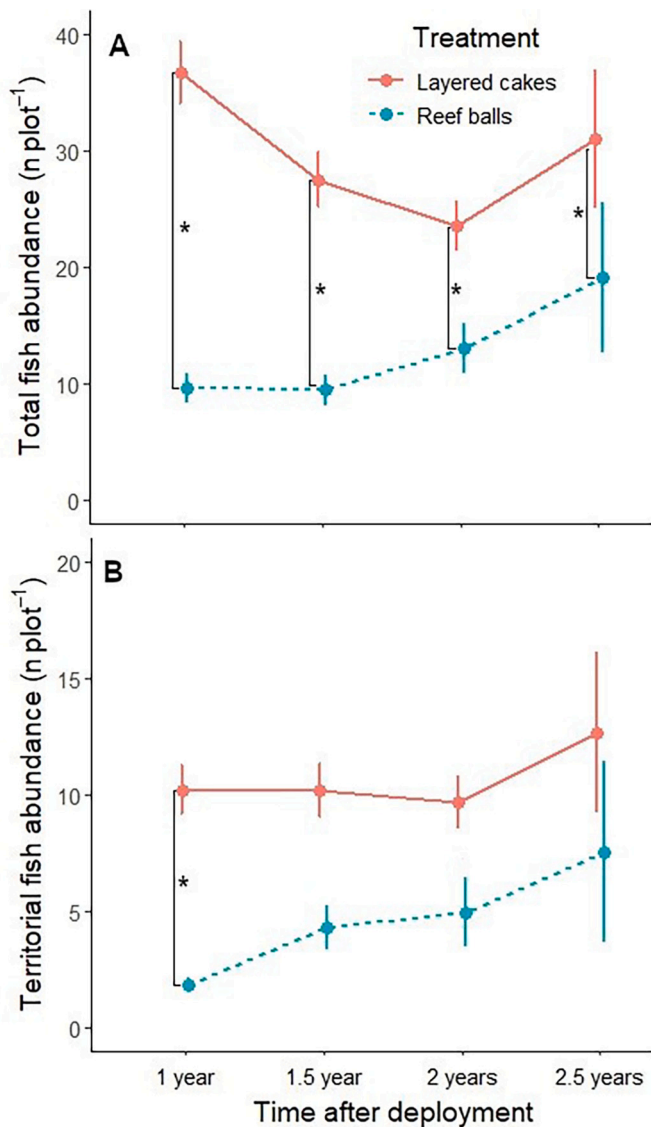 A
Treatment
Layered cakes
Reef balls
Total fish abundance (n plot⁻¹)
40
30
20
10
0
*
*
*
*
B
Territorial fish abundance (n plot⁻¹)
20
15
10
5
0
*
1 year 1.5 year 2 years 2.5 years
Time after deployment